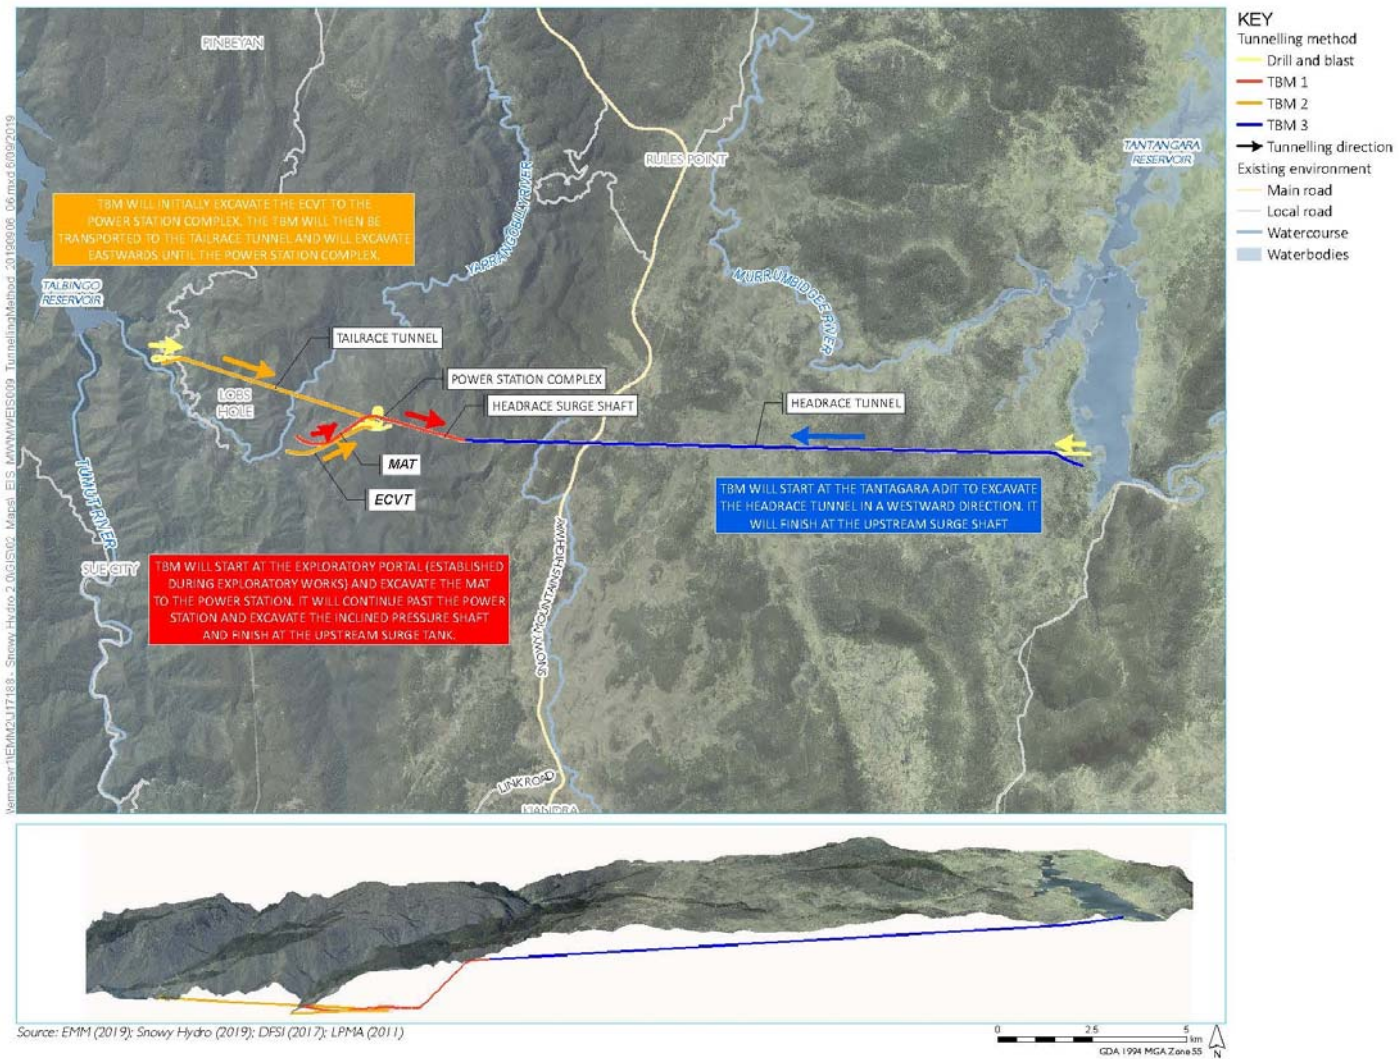 PINBEYAN
RULES POINT
TANTANGARA
RESERVOIR
TBM WILL INITIALLY EXCAVATE THE ECVT TO THE
POWER STATION COMPLEX. THE TBM WILL THEN BE
TRANSPORTED TO THE TAILRACE TUNNEL AND WILL EXCAVATE
EASTWARDS UNTIL THE POWER STATION COMPLEX.
YARRANGOBILLY RIVER
TALBINGO
RESERVOIR
MURRUMBIDGEE RIVER
TAILRACE TUNNEL
POWER STATION COMPLEX
LOBS
HOLE
HEADRACE SURGE SHAFT
HEADRACE TUNNEL
MAT
ECVT
TUMUT RIVER
TBM WILL START AT THE TANTAGARA ADIT TO EXCAVATE
THE HEADRACE TUNNEL IN A WESTWARD DIRECTION. IT
WILL FINISH AT THE UPSTREAM SURGE SHAFT
SUE CITY
TBM WILL START AT THE EXPLORATORY PORTAL (ESTABLISHED
DURING EXPLORATORY WORKS) AND EXCAVATE THE MAT
TO THE POWER STATION. IT WILL CONTINUE PAST THE POWER
STATION AND EXCAVATE THE INCLINED PRESSURE SHAFT
AND FINISH AT THE UPSTREAM SURGE TANK.
SNOWY MOUNTAINS HIGHWAY
LINK ROAD
KIANDRA
KEY
Tunnelling method
Drill and blast
TBM 1
TBM 2
TBM 3
Tunnelling direction
Existing environment
Main road
Local road
Watercourse
Waterbodies
Source: EMM (2019); Snowy Hydro (2019); DFSI (2017); LPMA (2011)
0 2.5 5
km
GDA 1994 MGA Zone 55
N